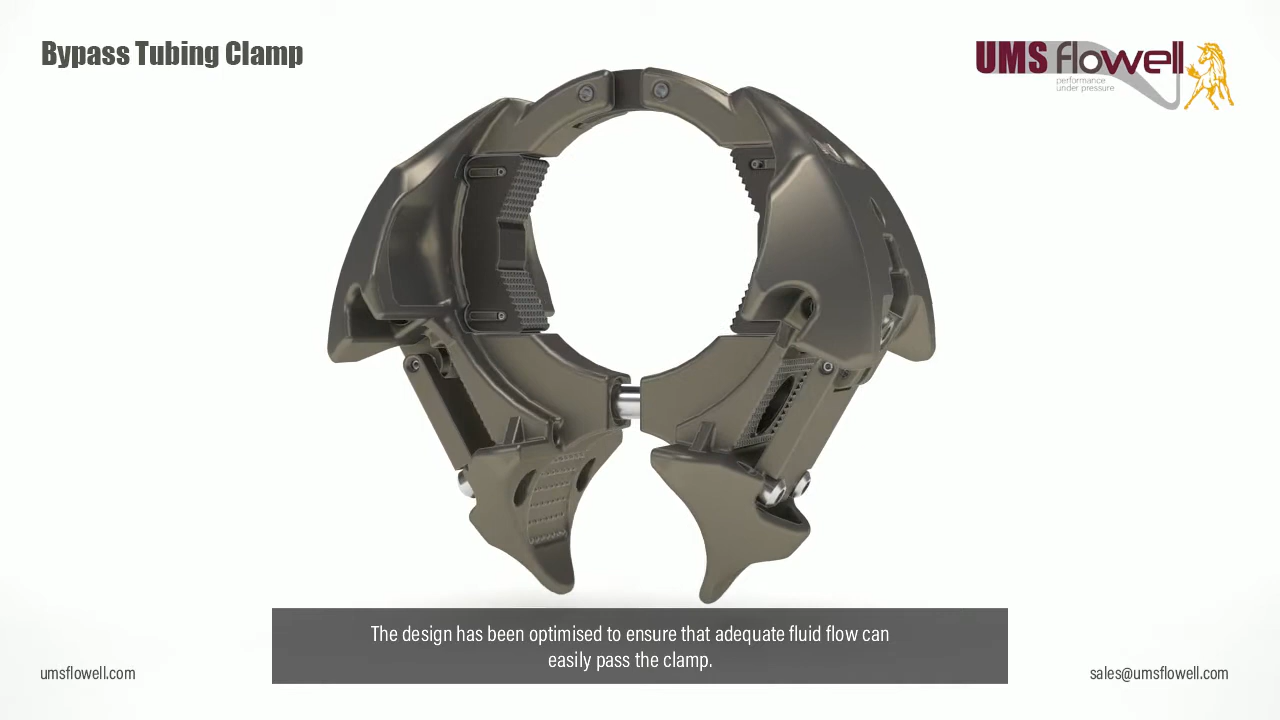 Bypass Tubing Clamp
UMS flowell
performance
under pressure
The design has been optimised to ensure that adequate fluid flow can
easily pass the clamp.
umsflowell.com
sales@umsflowell.com